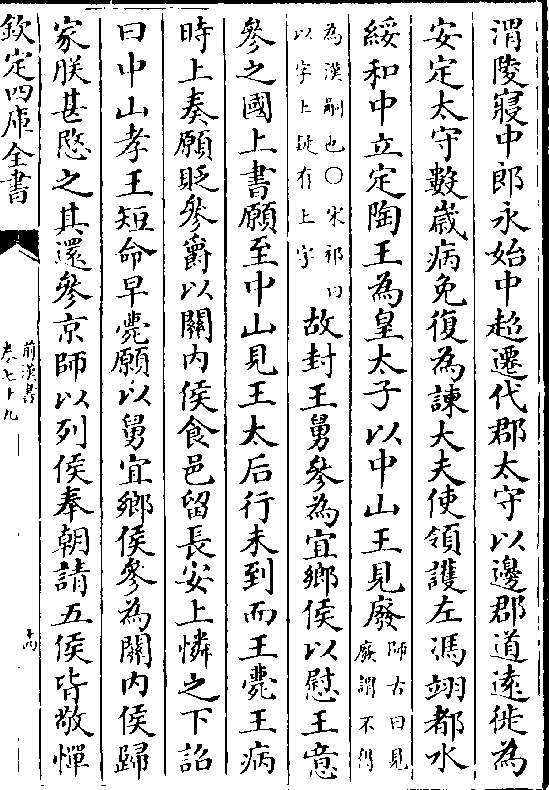 渭陵寢中郎永始中超遷代郡太守以邊郡道遠徙為
安定太守數歲病免復為諫大夫使領護左馮翊都水
綏和中立定陶王為皇太子以中山王見廢師古曰見廢謂不得
為漢嗣也○宋祁曰以字上疑有上字故封王舅參為宜鄉侯以慰王意
參之國上書願至中山見王太后行未到而王薨王病
時上奏願貶參爵以關内侯食邑留長安上憐之下詔
曰中山孝王短命早薨願以舅宜鄉侯參為關内侯歸
家朕甚愍之其還參京師以列侯奉朝請五侯皆敬憚
欽定四庫全書
前漢書
卷七十九
十四